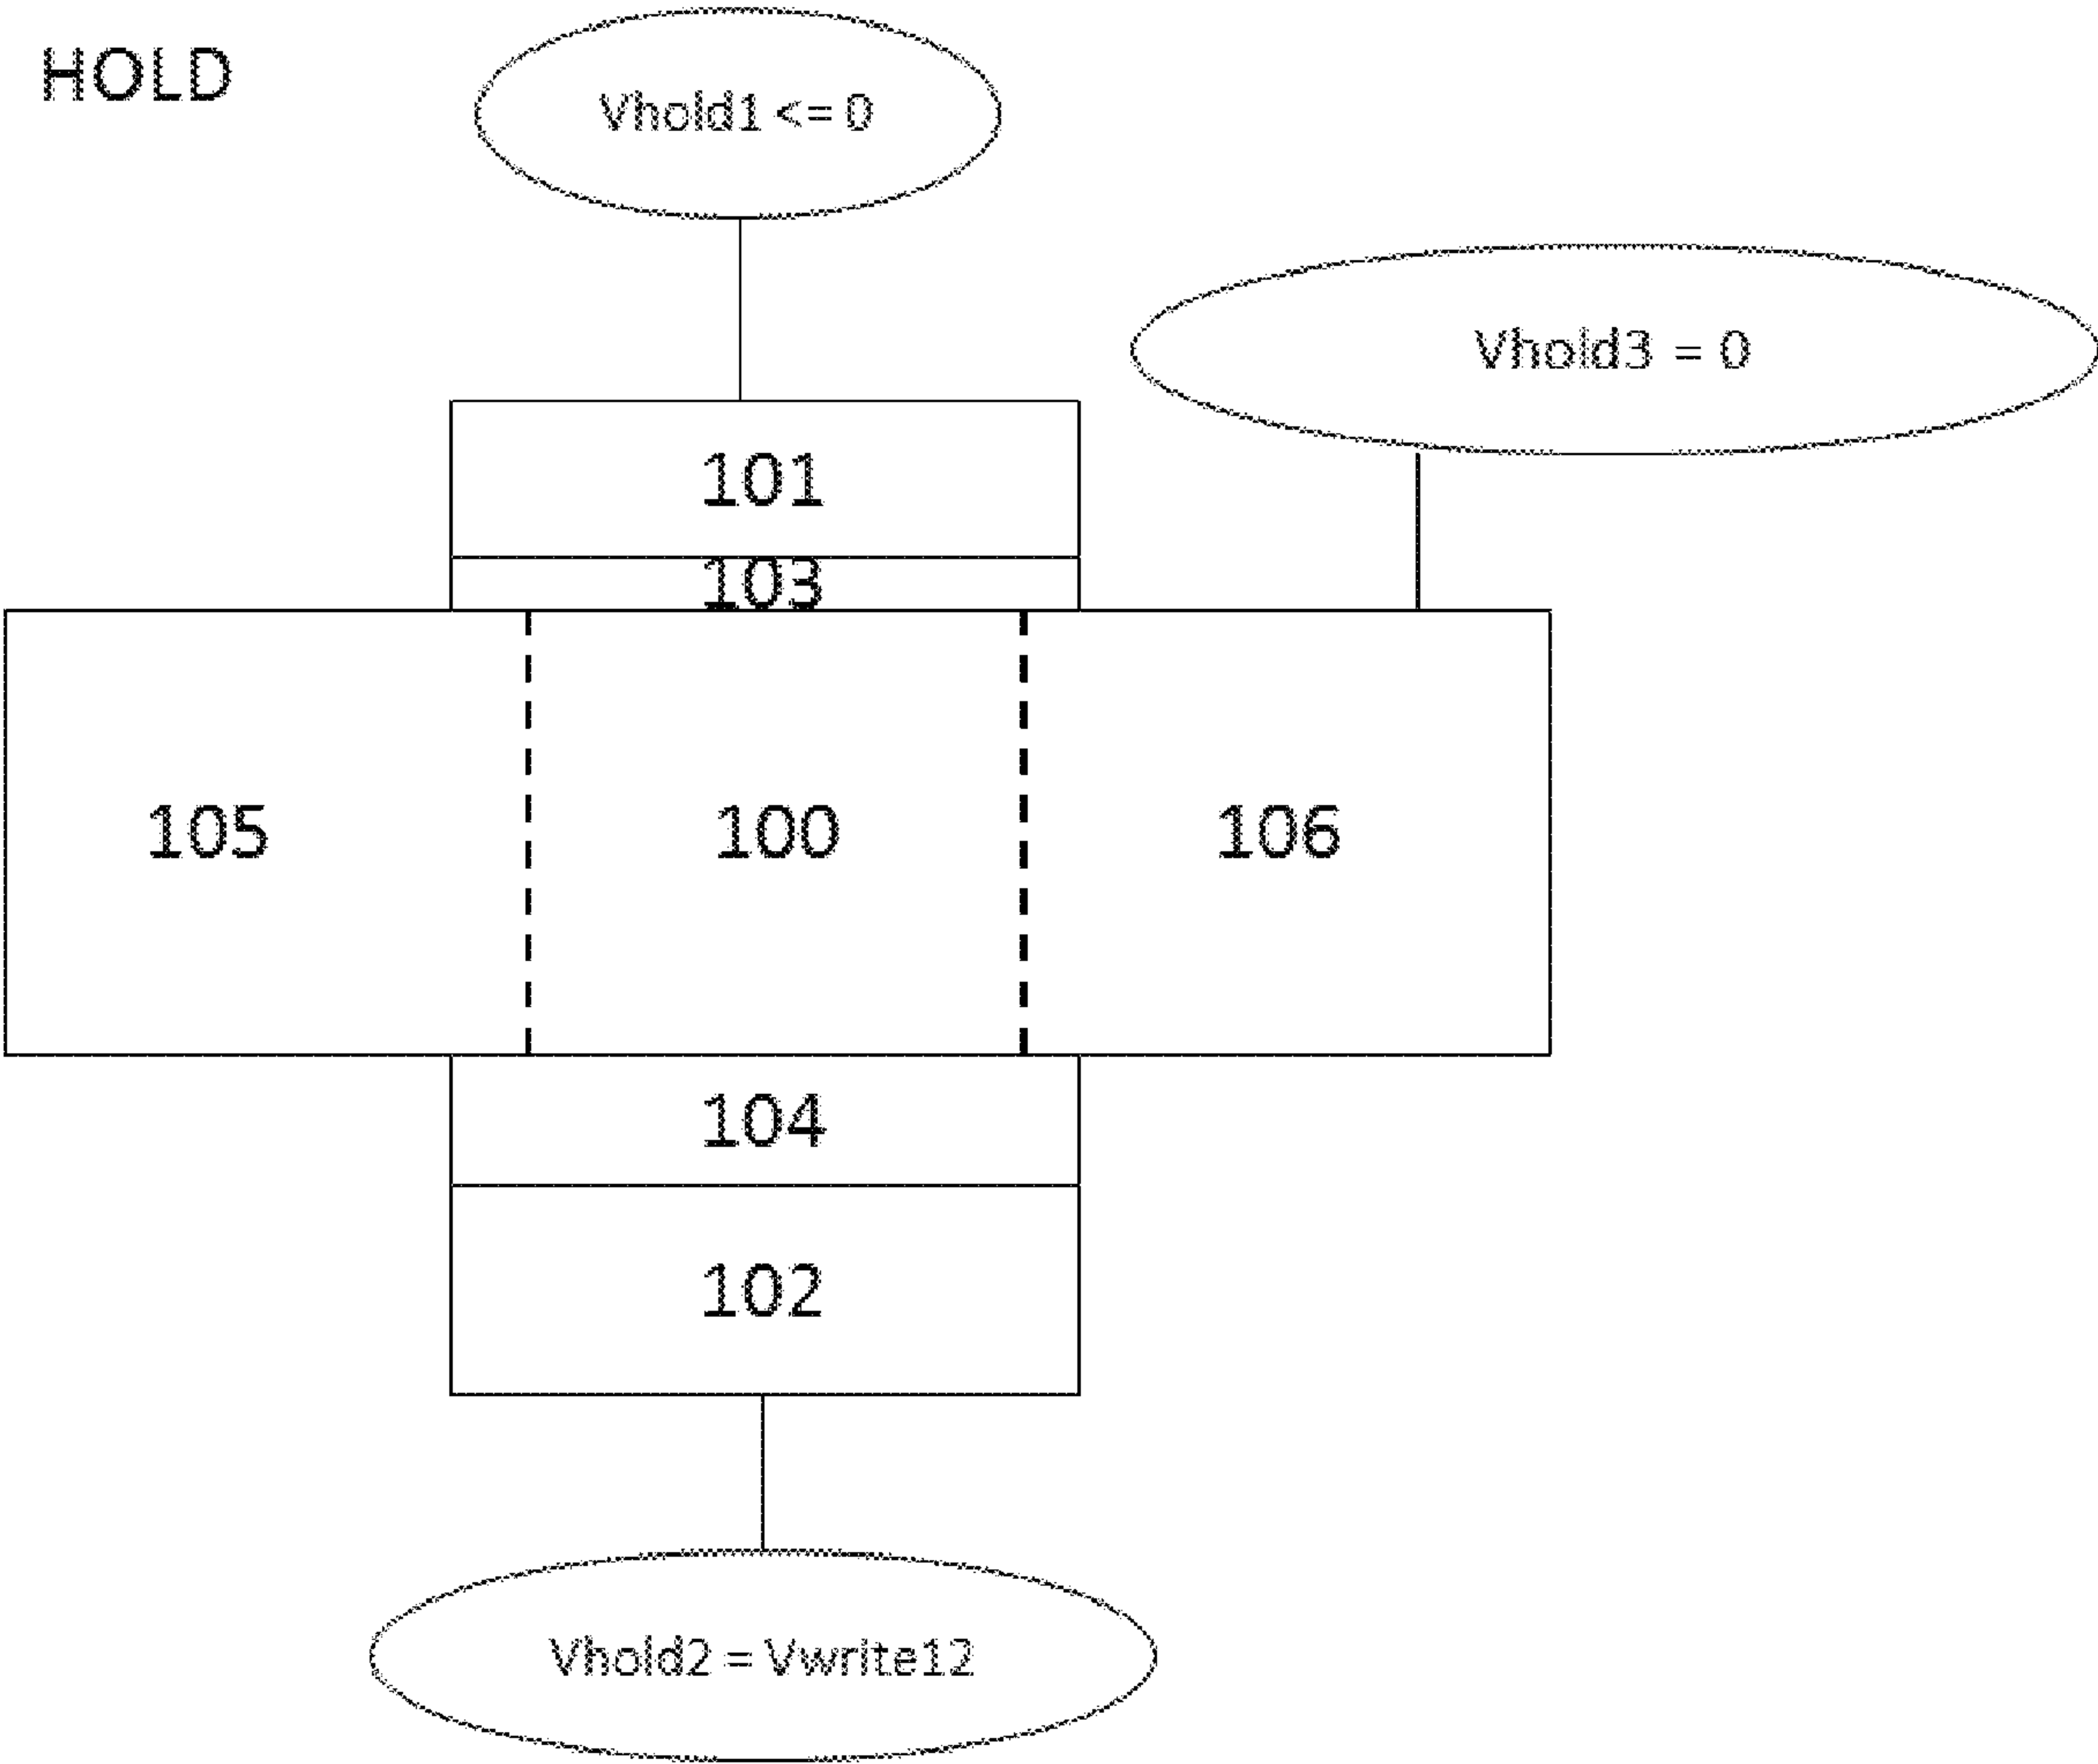 HOLD
Vhold1 <= 0
Vhold3 = 0
101
103
105
100
106
104
102
Vhold2 = Vwrite12